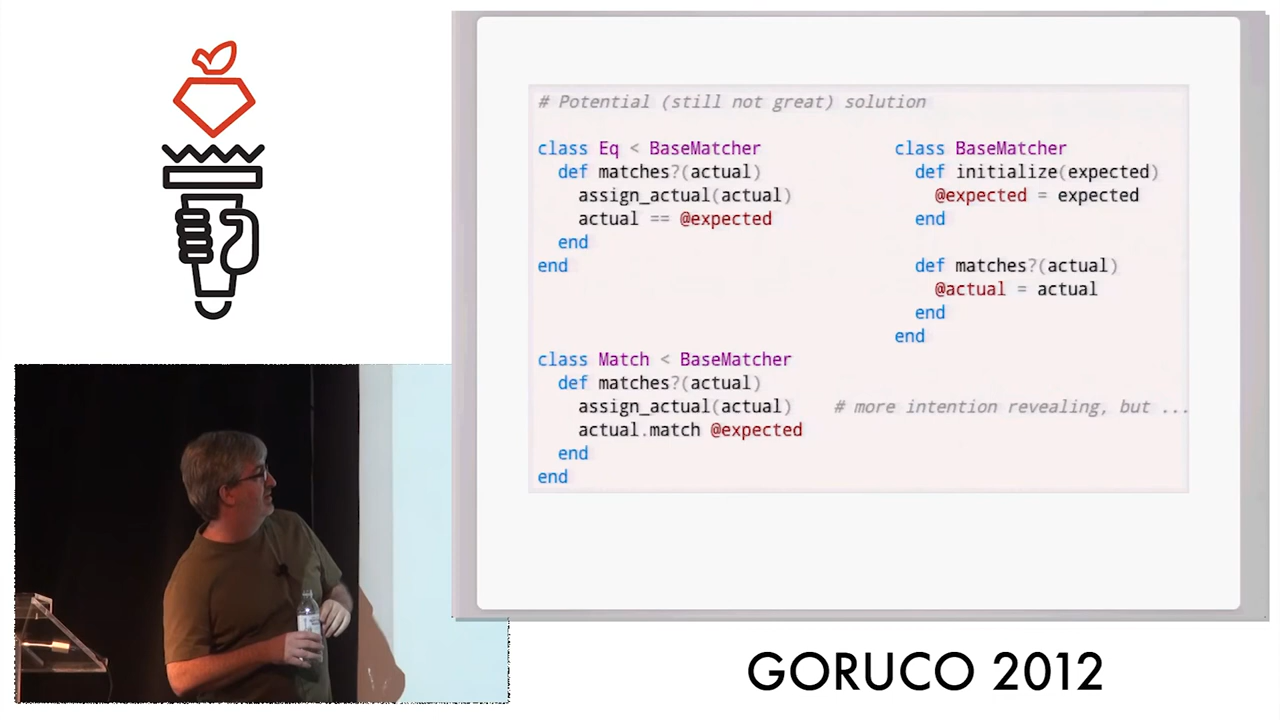 # Potential (still not great) solution
class Eq < BaseMatcher
  def matches?(actual)
    assign_actual(actual)
    actual == @expected
  end
end
class Match < BaseMatcher
  def matches?(actual)
    assign_actual(actual)
    actual.match @expected
  end
end
class BaseMatcher
  def initialize(expected)
    @expected = expected
  end
  def matches?(actual)
    @actual = actual
  end
end
# more intention revealing, but ...
GORUCO 2012